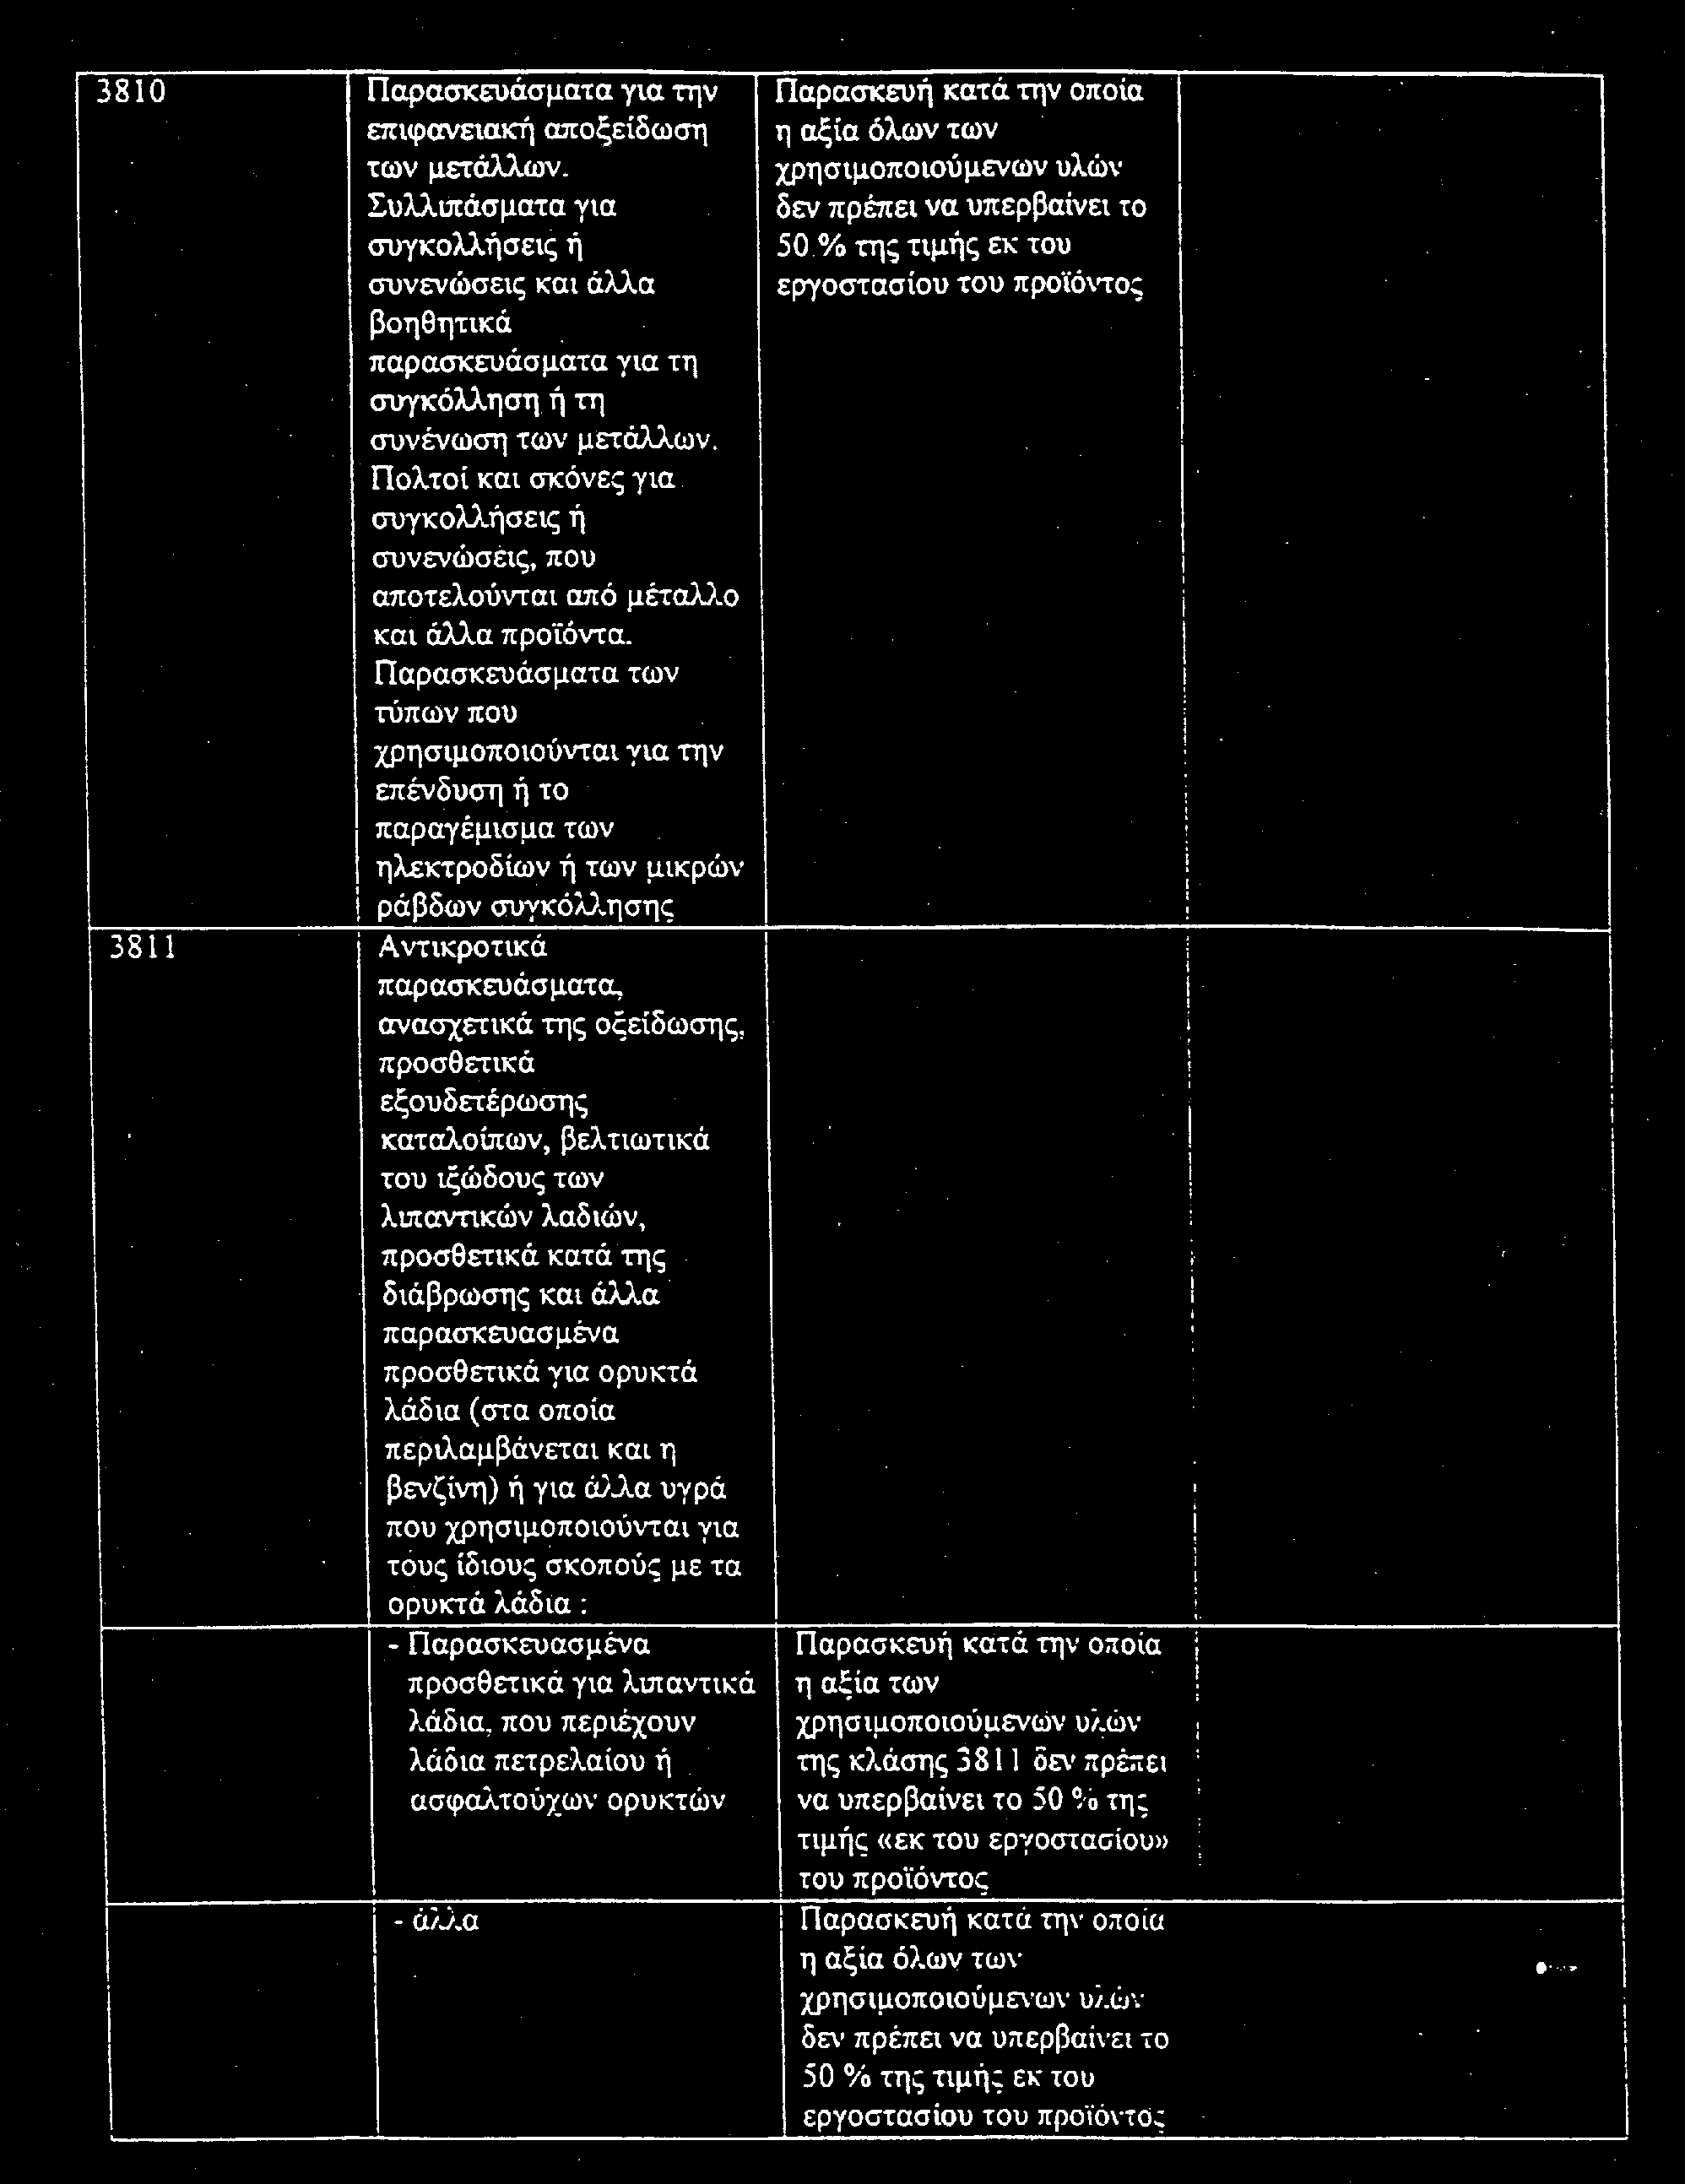 3810
Παρασκευάσματα για την
επιφανειακή αποξείδωση
των μετάλλων.
Συλλιπάσματα για
συγκολλήσεις ή
συνενώσεις και άλλα
βοηθητικά
παρασκευάσματα για τη
συγκόλληση ή τη
συνένωση των μετάλλων.
Πολτοί και σκόνες για
συγκολλήσεις ή
συνενώσεις, που
αποτελούνται από μέταλλο
και άλλα προϊόντα.
Παρασκευάσματα των
τύπων που
χρησιμοποιούνται για την
επένδυση ή το
παραγέμισμα των
ηλεκτροδίων ή των μικρών
ράβδων συγκόλλησης
Παρασκευή κατά την οποία
η αξία όλων των
χρησιμοποιούμενων υλών
δεν πρέπει να υπερβαίνει το
50 % της τιμής εκ του
εργοστασίου του προϊόντος
3811
Αντικροτικά
παρασκευάσματα,
ανασχετικά της οξείδωσης,
προσθετικά
εξουδετέρωσης
καταλοίπων, βελτιωτικά
του ιξώδους των
λιπαντικών λαδιών,
προσθετικά κατά της
διάβρωσης και άλλα
παρασκευασμένα
προσθετικά για ορυκτά
λάδια (στα οποία
περιλαμβάνεται και η
βενζίνη) ή για άλλα υγρά
που χρησιμοποιούνται για
τους ίδιους σκοπούς με τα
ορυκτά λάδια :
- Παρασκευασμένα
προσθετικά για λιπαντικά
λάδια, που περιέχουν
λάδια πετρελαίου ή
ασφαλτούχων ορυκτών
Παρασκευή κατά την οποία
η αξία των
χρησιμοποιούμενων υλών
της κλάσης 3811 δεν πρέπει
να υπερβαίνει το 50 % της
τιμής «εκ του εργοστασίου»
του προϊόντος
- άλλα
Παρασκευή κατά την οποία
η αξία όλων των
χρησιμοποιούμενων υλών
δεν πρέπει να υπερβαίνει το
50 % της τιμής εκ του
εργοστασίου του προϊόντος